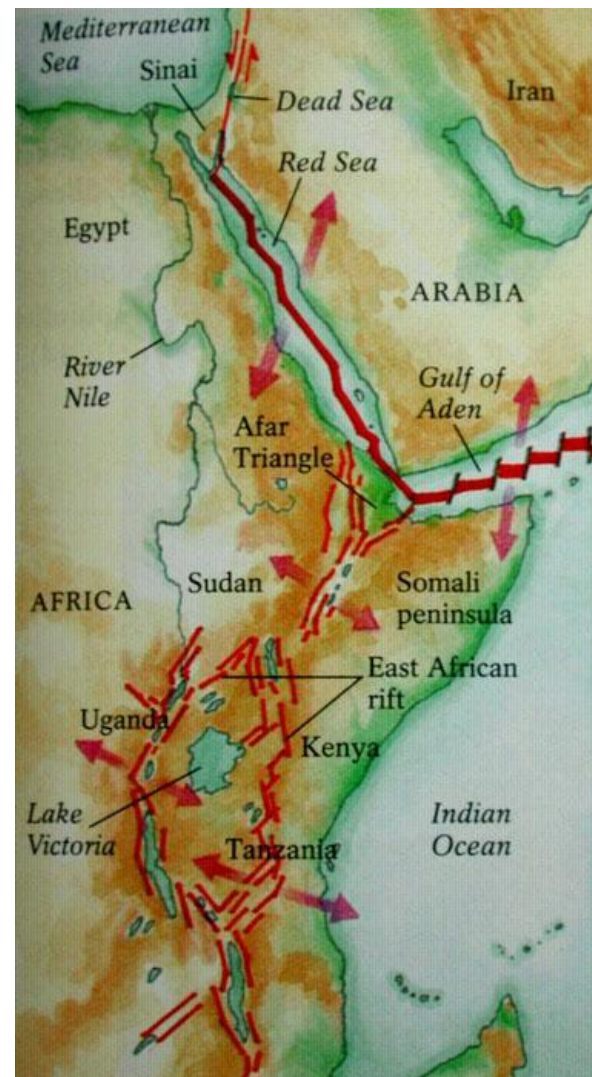 Mediterranean
Sea
Sinai
Dead Sea
Iran
Red Sea
Egypt
ARABIA
River
Nile
Gulf of
Aden
Afar
Triangle
Sudan
Somali
peninsula
AFRICA
East African
rift
Uganda
Kenya
Lake
Victoria
Indian
Ocean
Tanzania